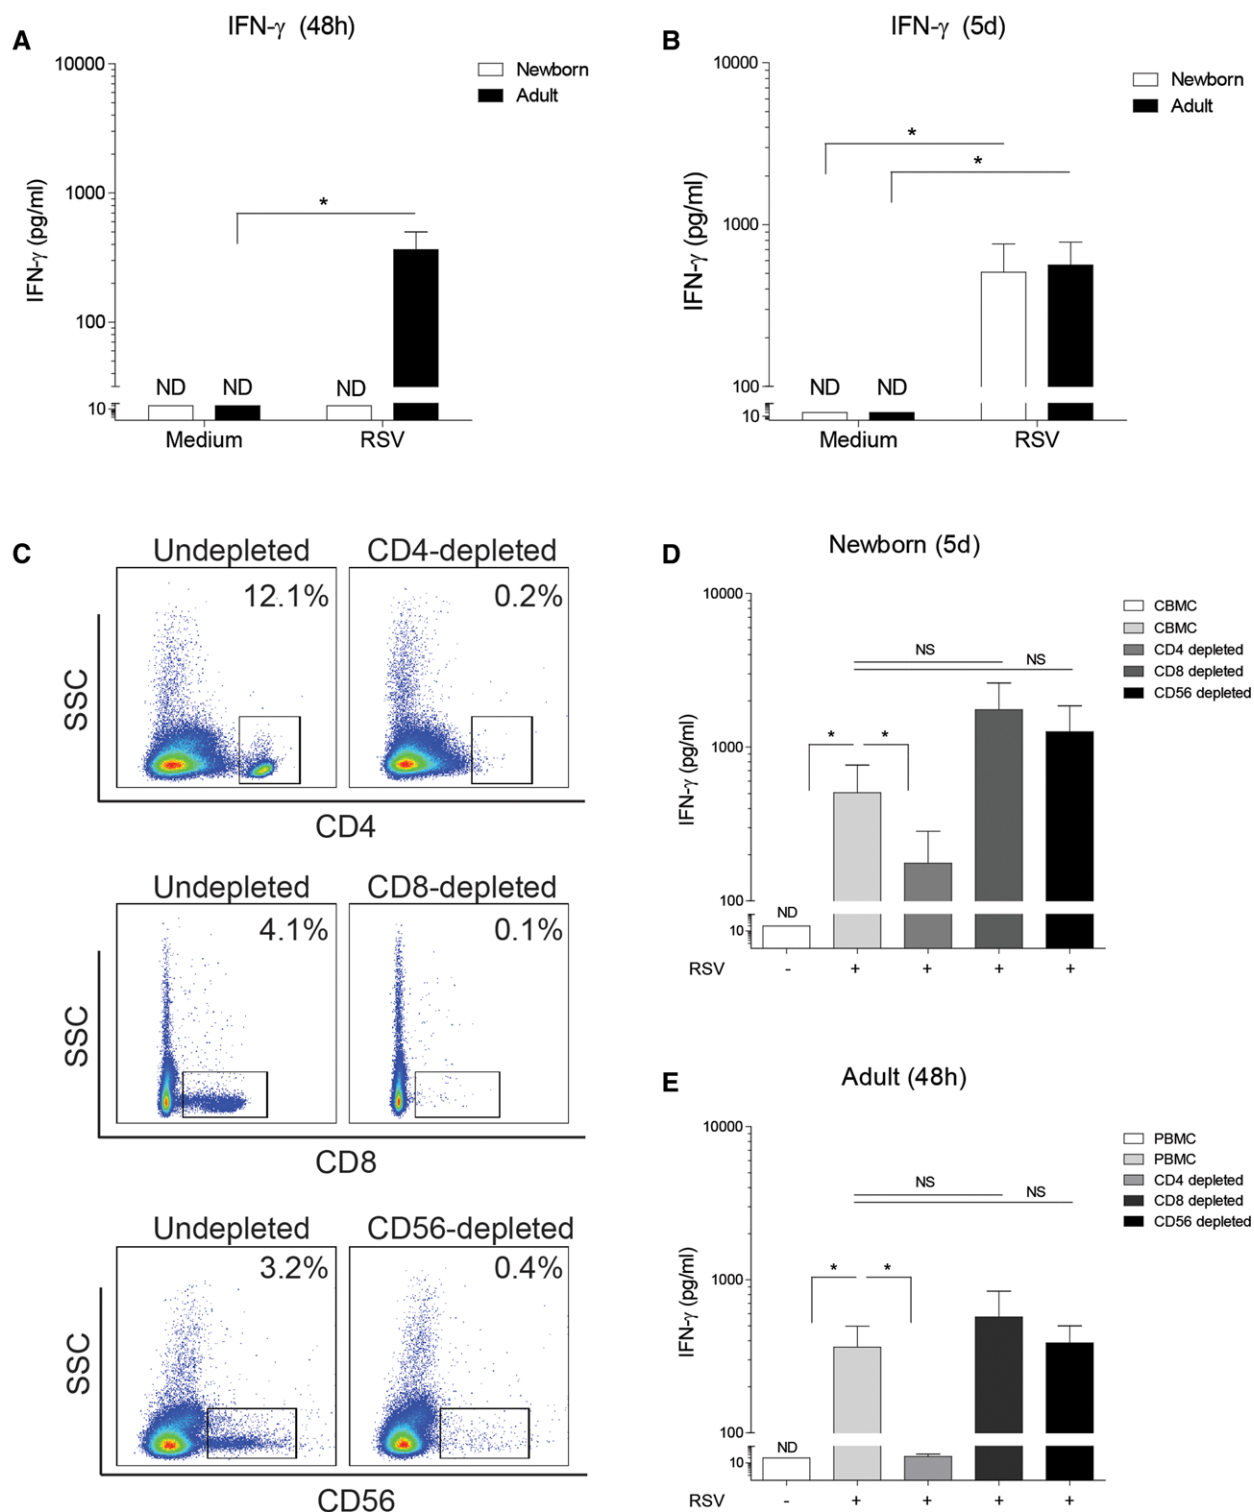 A
IFN-γ (48h)
10000
1000
100
10
IFN-γ (pg/ml)
Newborn
Adult
*
ND ND ND
Medium RSV
B
IFN-γ (5d)
10000
1000
100
10
IFN-γ (pg/ml)
Newborn
Adult
*
*
ND ND
Medium RSV
C
Undepleted CD4-depleted
12.1% 0.2%
SSC
CD4
Undepleted CD8-depleted
4.1% 0.1%
SSC
CD8
Undepleted CD56-depleted
3.2% 0.4%
SSC
CD56
D
Newborn (5d)
10000
1000
100
10
IFN-γ (pg/ml)
CBMC
CBMC
CD4 depleted
CD8 depleted
CD56 depleted
NS NS
* *
ND
RSV - + + + +
E
Adult (48h)
10000
1000
100
10
IFN-γ (pg/ml)
PBMC
PBMC
CD4 depleted
CD8 depleted
CD56 depleted
NS NS
* *
ND
RSV - + + + +